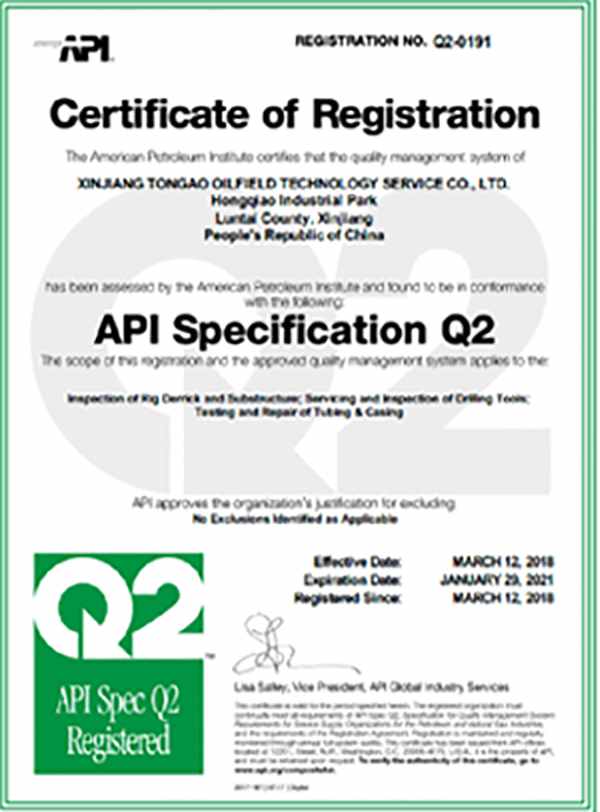 API
REGISTRATION NO. Q2-0191
Certificate of Registration
The American Petroleum Institute certifies that the quality management system of
XINJIANG TONGAO OILFIELD TECHNOLOGY SERVICE CO., LTD.
Hongqiao Industrial Park
Luntai County, Xinjiang
People's Republic of China
has been assessed by the American Petroleum Institute and found to be in conformance
with the following:
API Specification Q2
The scope of this registration and the approved quality management system applies to the:
Inspection of Rig Derrick and Substructure; Servicing and Inspection of Drilling Tools;
Testing and Repair of Tubing & Casing
API approves the organization's justification for excluding:
No Exclusions Identified as Applicable
Effective Date: MARCH 12, 2018
Expiration Date: JANUARY 29, 2021
Registered Since: MARCH 12, 2018
Q2
TM
API Spec Q2
Registered
Lisa Salley, Vice President, API Global Industry Services
This certificate is valid for the period specified herein. The registered organization must
continually meet all requirements of API Spec Q2, Specification for Quality Management System
Requirements for Service Supply Organizations for the Petroleum and Natural Gas Industries,
and the requirements of the Registration Agreement. Registration is maintained and regularly
monitored through annual full system audits. This certificate has been issued from API offices
located at 1220 L Street, N.W., Washington, D.C. 20005-4070, U.S.A., it is the property of API,
and must be returned upon request. To verify the authenticity of this certificate, go to
www.api.org/compositelist.